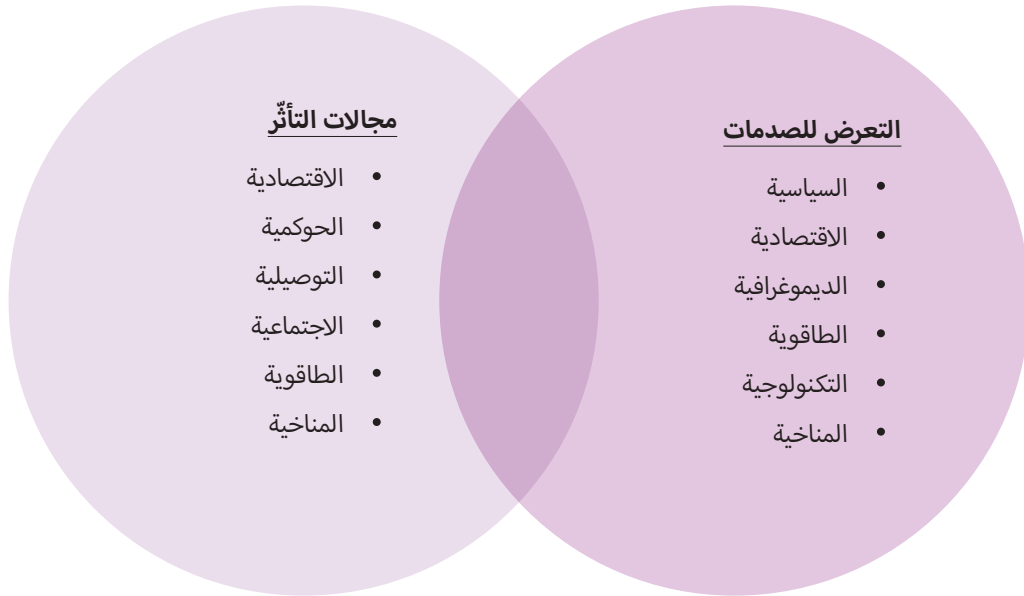 التعرض للصدمات
• السياسية
• الاقتصادية
• الديموغرافية
• الطاقوية
• التكنولوجية
• المناخية
مجالات التأثّر
• الاقتصادية
• الحوكمية
• التوصيلية
• الاجتماعية
• الطاقوية
• المناخية